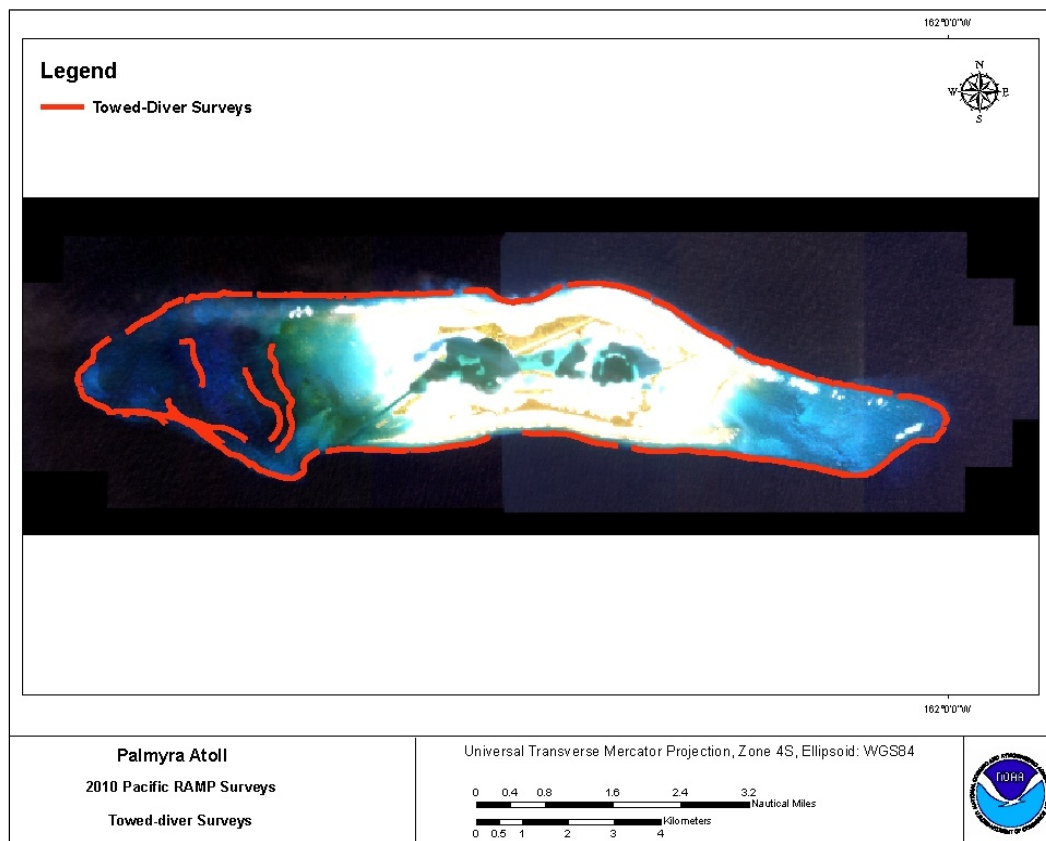 162°0'0"W
Legend
Towed-Diver Surveys
N
W E
S
162°0'0"W
Palmyra Atoll
2010 Pacific RAMP Surveys
Towed-diver Surveys
Universal Transverse Mercator Projection, Zone 4S, Ellipsoid: WGS84
0 0.4 0.8 1.6 2.4 3.2
Nautical Miles
Kilometers
0 0.5 1 2 3 4
NOAA